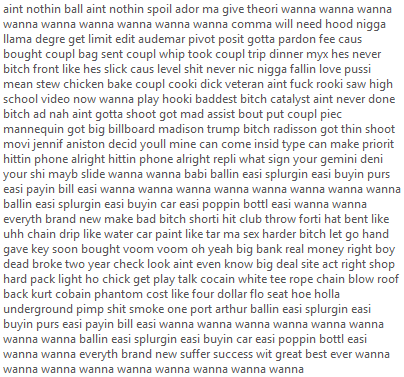 aint nothin ball aint nothin spoil ador ma give theori wanna wanna wanna
wanna wanna wanna wanna wanna wanna comma will need hood nigga
llama degre get limit edit audemar pivot posit gotta pardon fee caus
bought coupl bag sent coupl whip took coupl trip dinner myx hes never
bitch front like hes slick caus level shit never nic nigga fallin love pussi
mean stew chicken bake coupl cooki dick veteran aint fuck rooki saw high
school video now wanna play hooki baddest bitch catalyst aint never done
bitch ad nah aint gotta shoot got mad assist bout put coupl piec
mannequin got big billboard madison trump bitch radisson got thin shoot
movi jennif aniston decid youll mine can come insid type can make priorit
hittin phone alright hittin phone alright repli what sign your gemini deni
your shi mayb slide wanna wanna babi ballin easi splurgin easi buyin purs
easi payin bill easi wanna wanna wanna wanna wanna wanna wanna wanna
ballin easi splurgin easi buyin car easi poppin bottl easi wanna wanna
everyth brand new make bad bitch shorti hit club throw forti hat bent like
uhh chain drip like water car paint like tar ma sex harder bitch let go hand
gave key soon bought voom voom oh yeah big bank real money right boy
dead broke two year check look aint even know big deal site act right shop
hard pack light ho chick get play talk cocain white tee rope chain blow roof
back kurt cobain phantom cost like four dollar flo seat hoe holla
underground pimp shit smoke one port arthur ballin easi splurgin easi
buyin purs easi payin bill easi wanna wanna wanna wanna wanna wanna
wanna wanna ballin easi splurgin easi buyin car easi poppin bottl easi
wanna wanna everyth brand new suffer success wit great best ever wanna
wanna wanna wanna wanna wanna wanna wanna